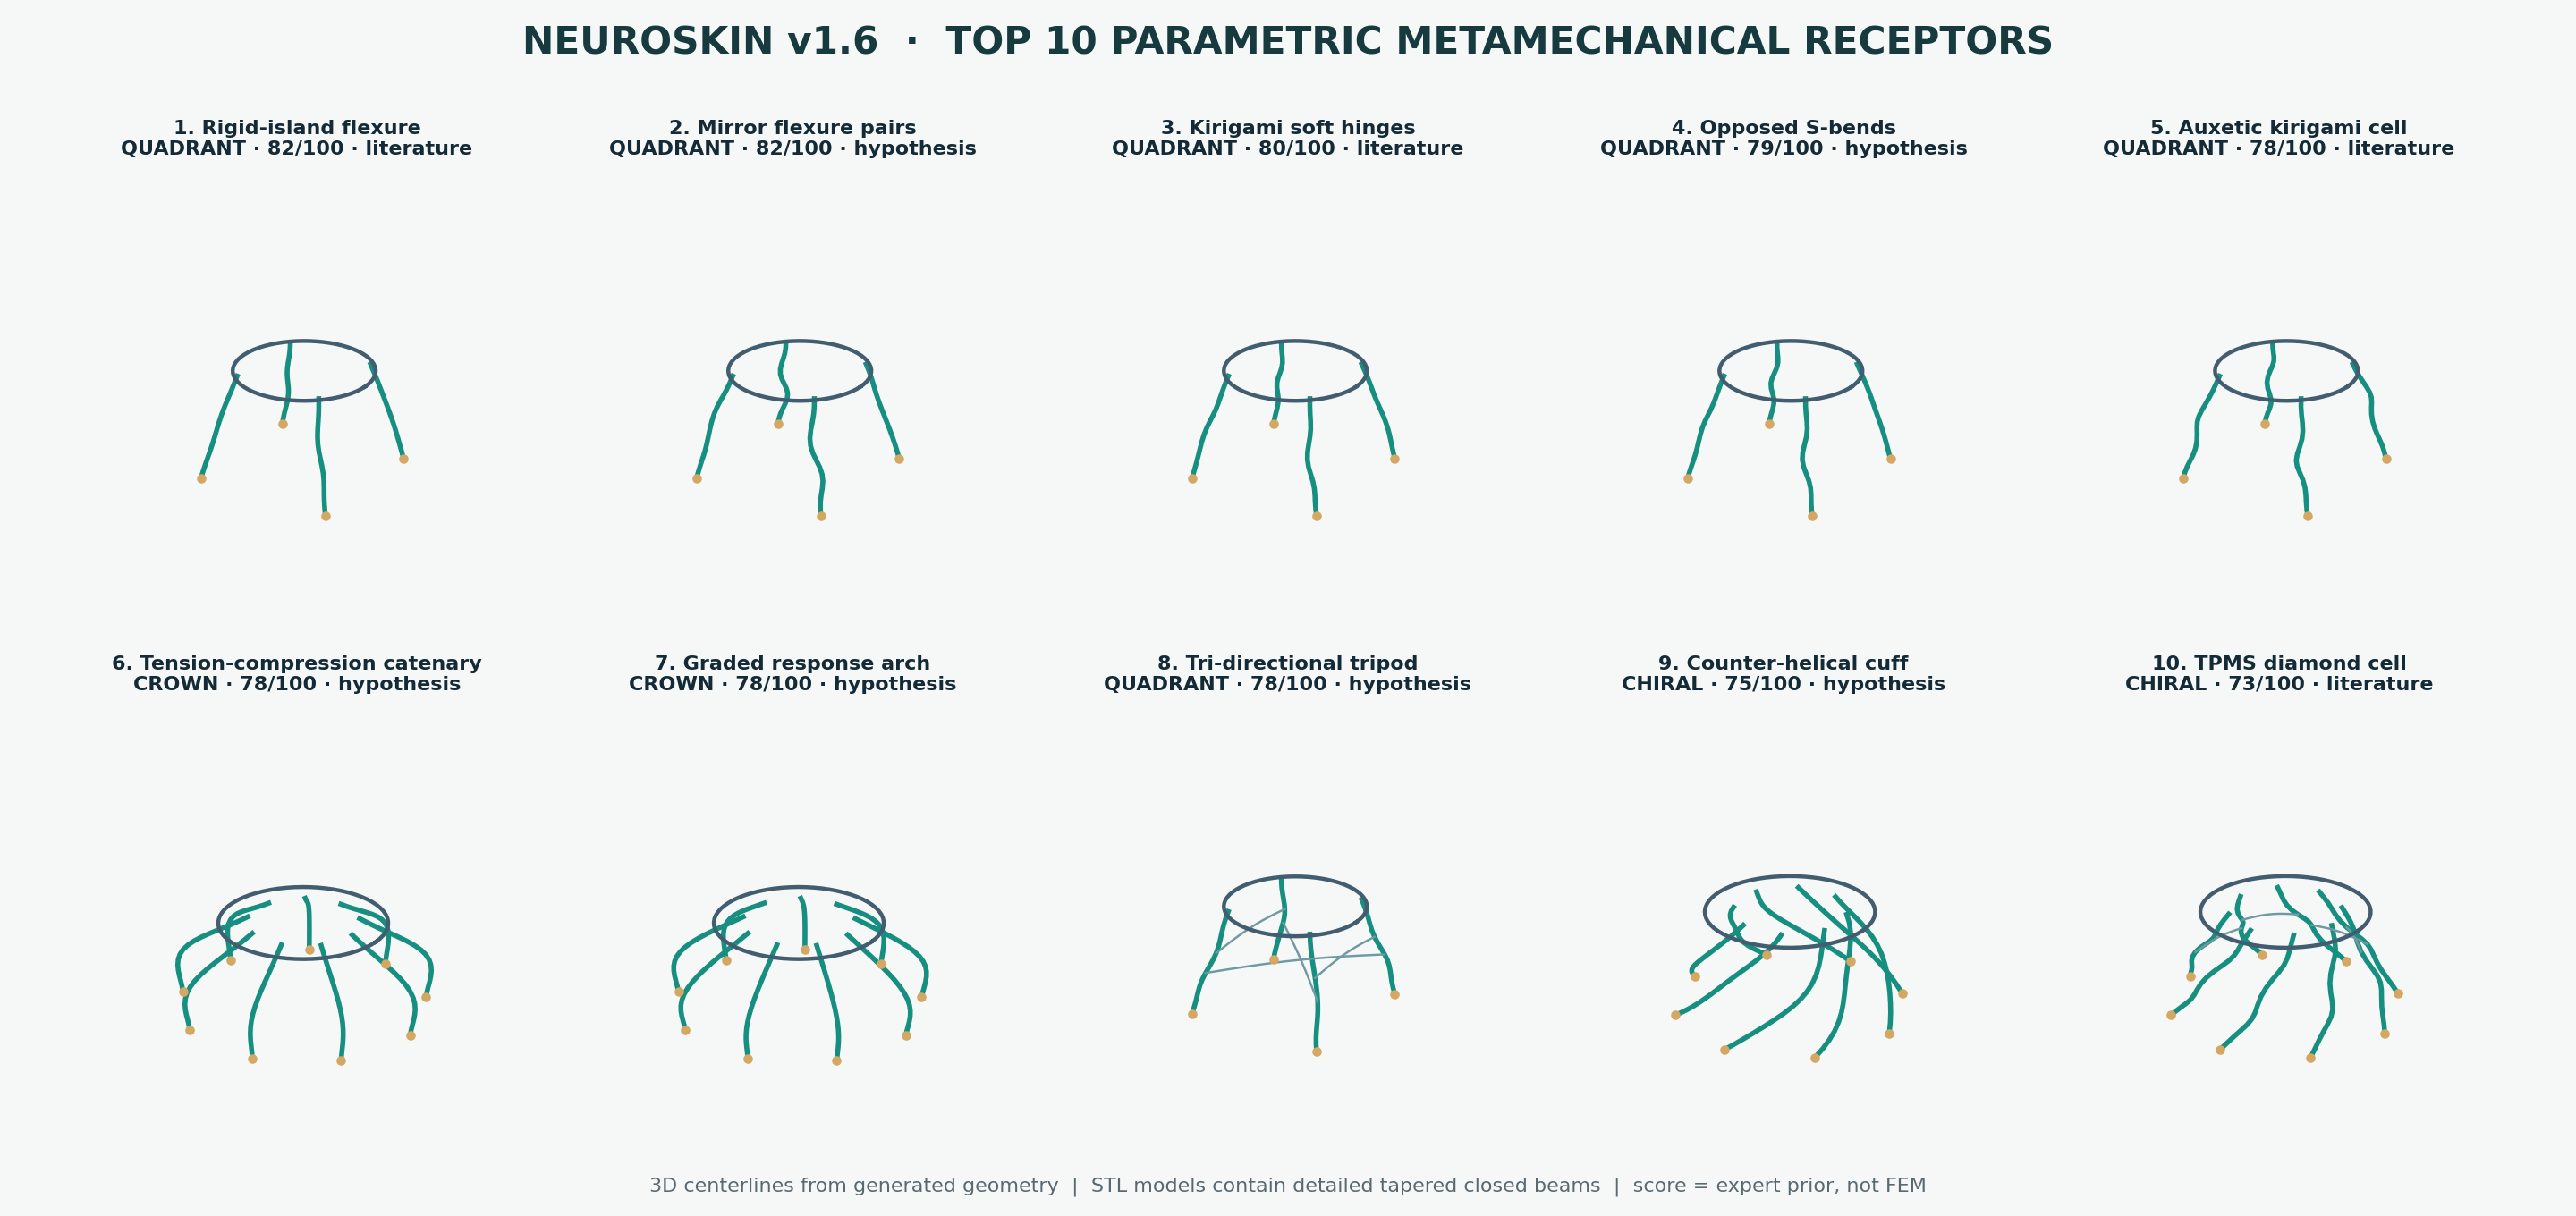 NEUROSKIN v1.6 · TOP 10 PARAMETRIC METAMECHANICAL RECEPTORS
1. Rigid-island flexure
QUADRANT · 82/100 · literature
2. Mirror flexure pairs
QUADRANT · 82/100 · hypothesis
3. Kirigami soft hinges
QUADRANT · 80/100 · literature
4. Opposed S-bends
QUADRANT · 79/100 · hypothesis
5. Auxetic kirigami cell
QUADRANT · 78/100 · literature
6. Tension-compression catenary
CROWN · 78/100 · hypothesis
7. Graded response arch
CROWN · 78/100 · hypothesis
8. Tri-directional tripod
QUADRANT · 78/100 · hypothesis
9. Counter-helical cuff
CHIRAL · 75/100 · hypothesis
10. TPMS diamond cell
CHIRAL · 73/100 · literature
3D centerlines from generated geometry | STL models contain detailed tapered closed beams | score = expert prior, not FEM